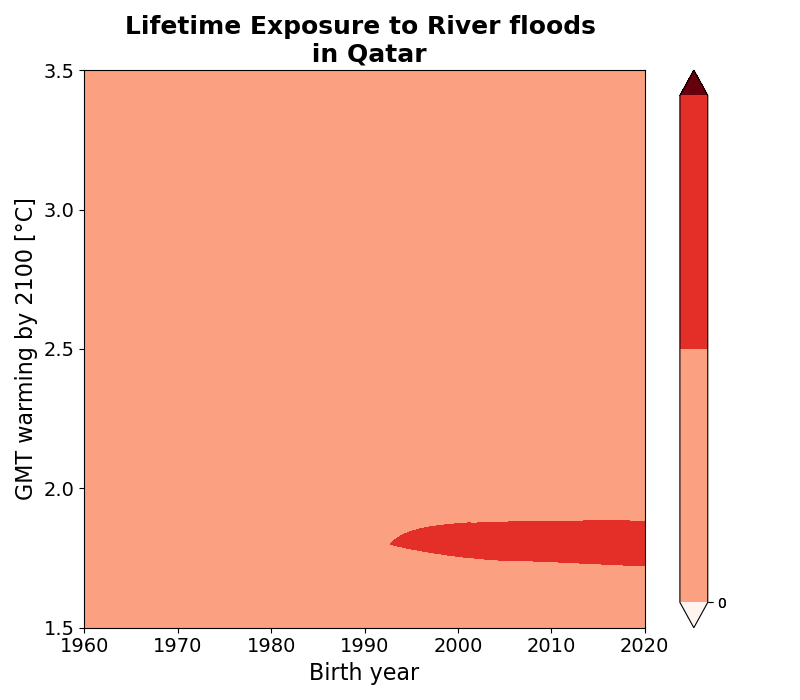 Lifetime Exposure to River floods
in Qatar
GMT warming by 2100 [°C]
3.5
3.0
2.5
2.0
1.5
1960 1970 1980 1990 2000 2010 2020
Birth year
0